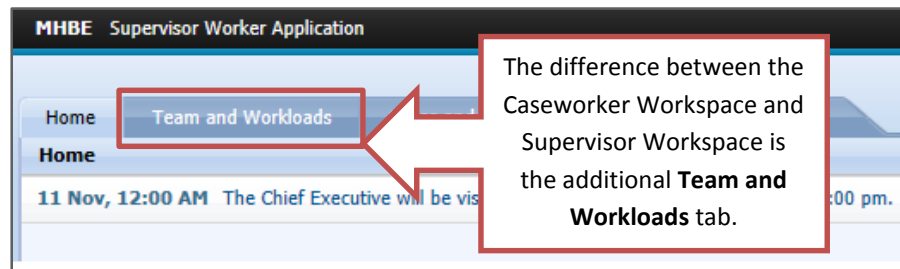 MHBE Supervisor Worker Application
Home Team and Workloads
Home
11 Nov, 12:00 AM The Chief Executive will be :00 pm.
The difference between the
Caseworker Workspace and
Supervisor Workspace is
the additional Team and
Workloads tab.